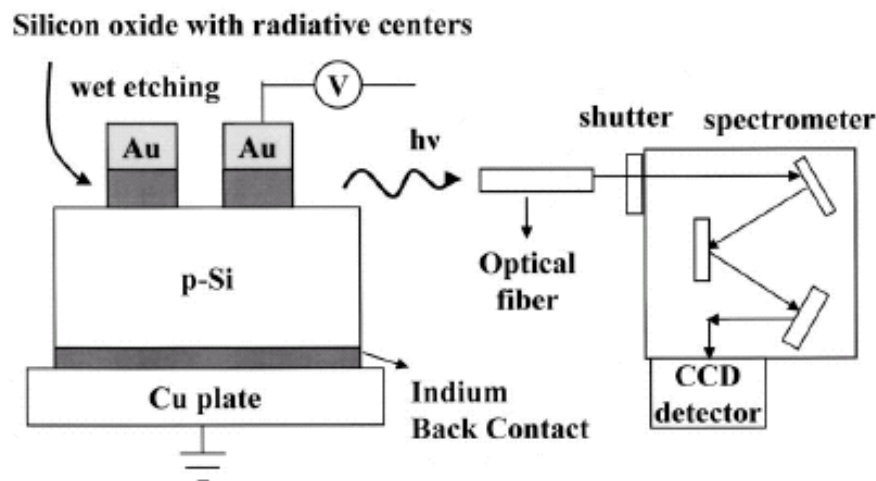 Silicon oxide with radiative centers
wet etching
V
Au
Au
hν
shutter
spectrometer
Optical
fiber
p-Si
Cu plate
Indium
Back Contact
CCD
detector